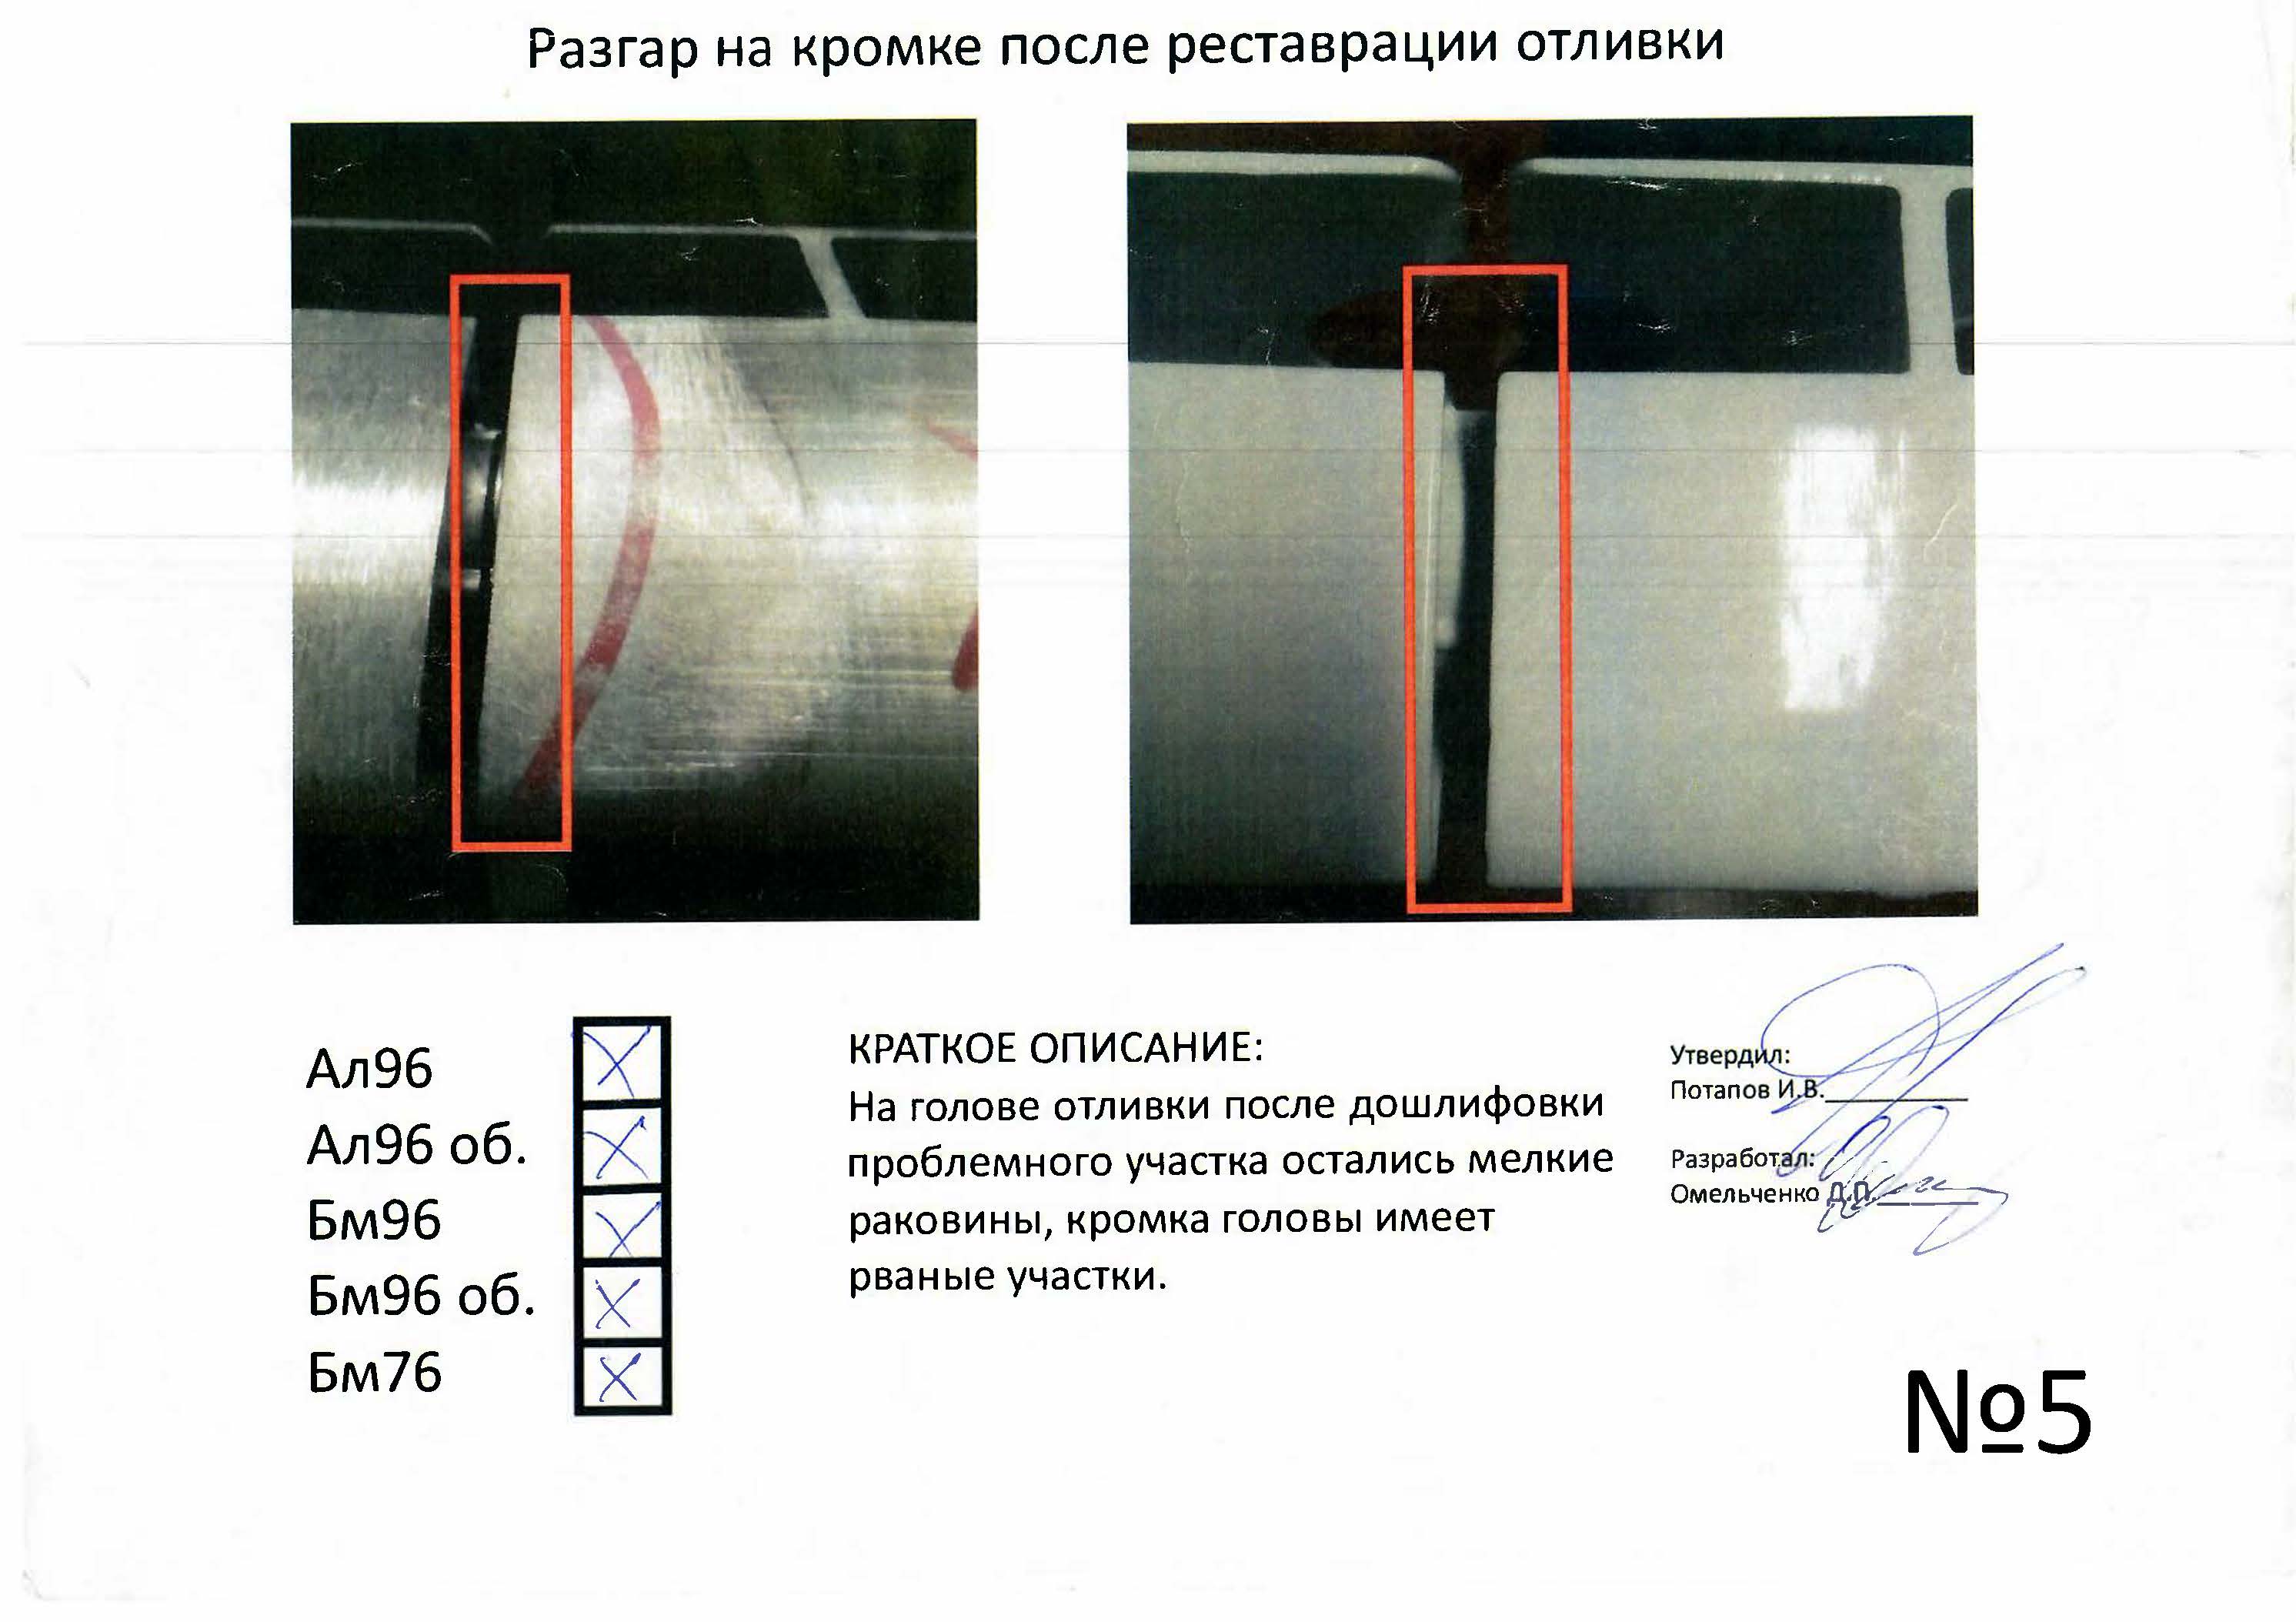 Разгар на кромке после реставрации отливки
Ал96
Ал96 об.
Бм96
Бм96 об.
Бм76
КРАТКОЕ ОПИСАНИЕ:
На голове отливки после дошлифовки
проблемного участка остались мелкие
раковины, кромка головы имеет
рваные участки.
Утвердил:
Потапов И.В.
Разработал:
Омельченко Д.П.
№5